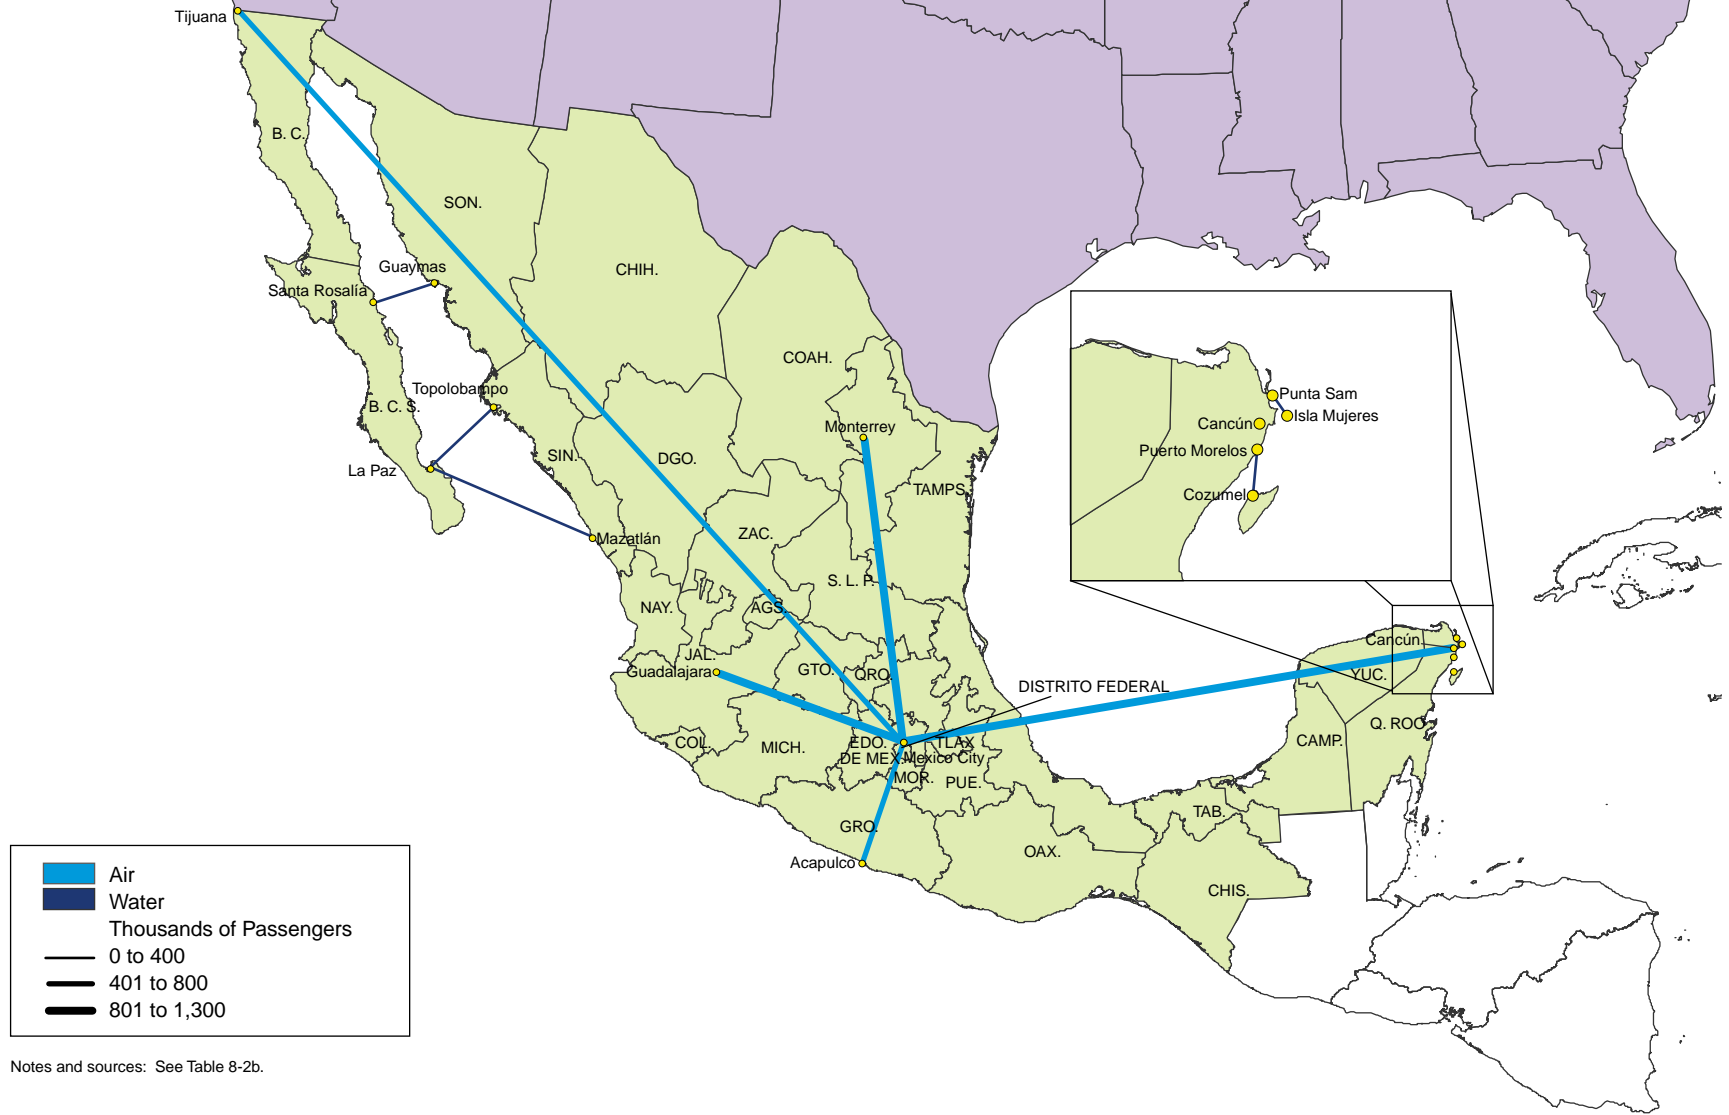 Tijuana
B. C.
SON.
Guaymas
CHIH.
Santa Rosalía
COAH.
Topolobampo
B. C. S.
Punta Sam
Isla Mujeres
Cancún
Monterrey
Puerto Morelos
SIN.
DGO.
La Paz
TAMPS.
Cozumel
ZAC.
Mazatlán
S. L. P.
NAY.
AGS.
Cancún
JAL.
Guadalajara
GTO.
QRO.
YUC.
DISTRITO FEDERAL
Q. ROO
COL.
MICH.
EDO.
DE MEX.
TLAX
CAMP.
Mexico City
MOR.
PUE.
TAB.
GRO.
OAX.
Acapulco
CHIS.
Air
Water
Thousands of Passengers
0 to 400
401 to 800
801 to 1,300
Notes and sources: See Table 8-2b.